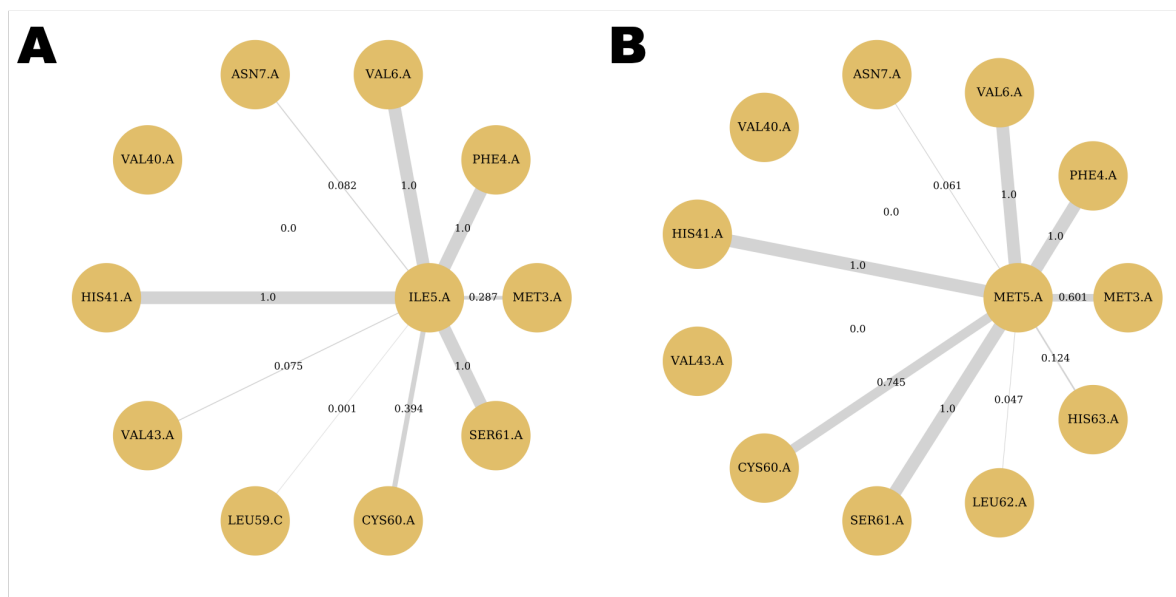 A
ASN7.A
VAL6.A
VAL40.A
PHE4.A
0.082
1.0
0.0
1.0
HIS41.A
1.0
ILE5.A
0.287
MET3.A
0.075
1.0
0.001
0.394
VAL43.A
SER61.A
LEU59.C
CYS60.A
B
ASN7.A
VAL6.A
VAL40.A
PHE4.A
0.061
1.0
0.0
1.0
HIS41.A
1.0
MET5.A
0.601
MET3.A
0.0
VAL43.A
0.124
0.745
0.047
1.0
HIS63.A
CYS60.A
LEU62.A
SER61.A